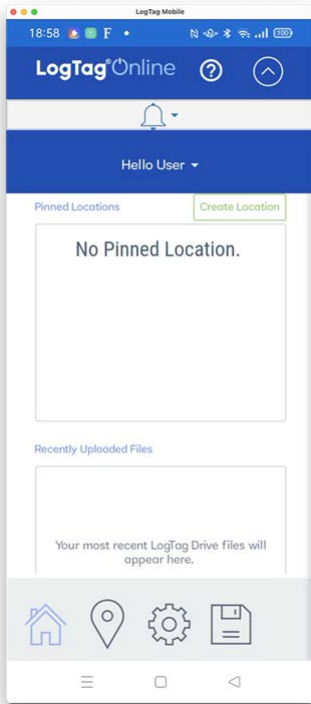 LogTag Mobile
18:58 F 100
LogTag® Online
Hello User
Pinned Locations Create Location
No Pinned Location.
Recently Uploaded Files
Your most recent LogTag Drive files will
appear here.